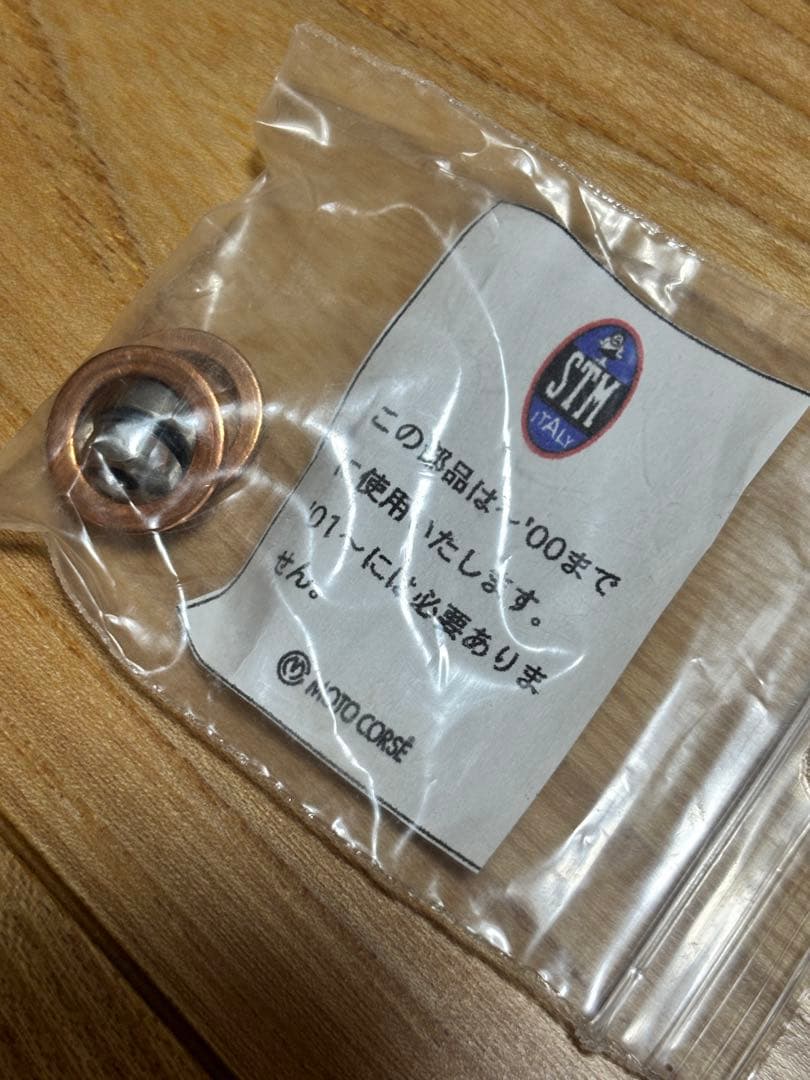 STM
ITALY
この部品は～'00まで
に使用いたします。
'01～には必要ありま
せん。
MOTO CORSE